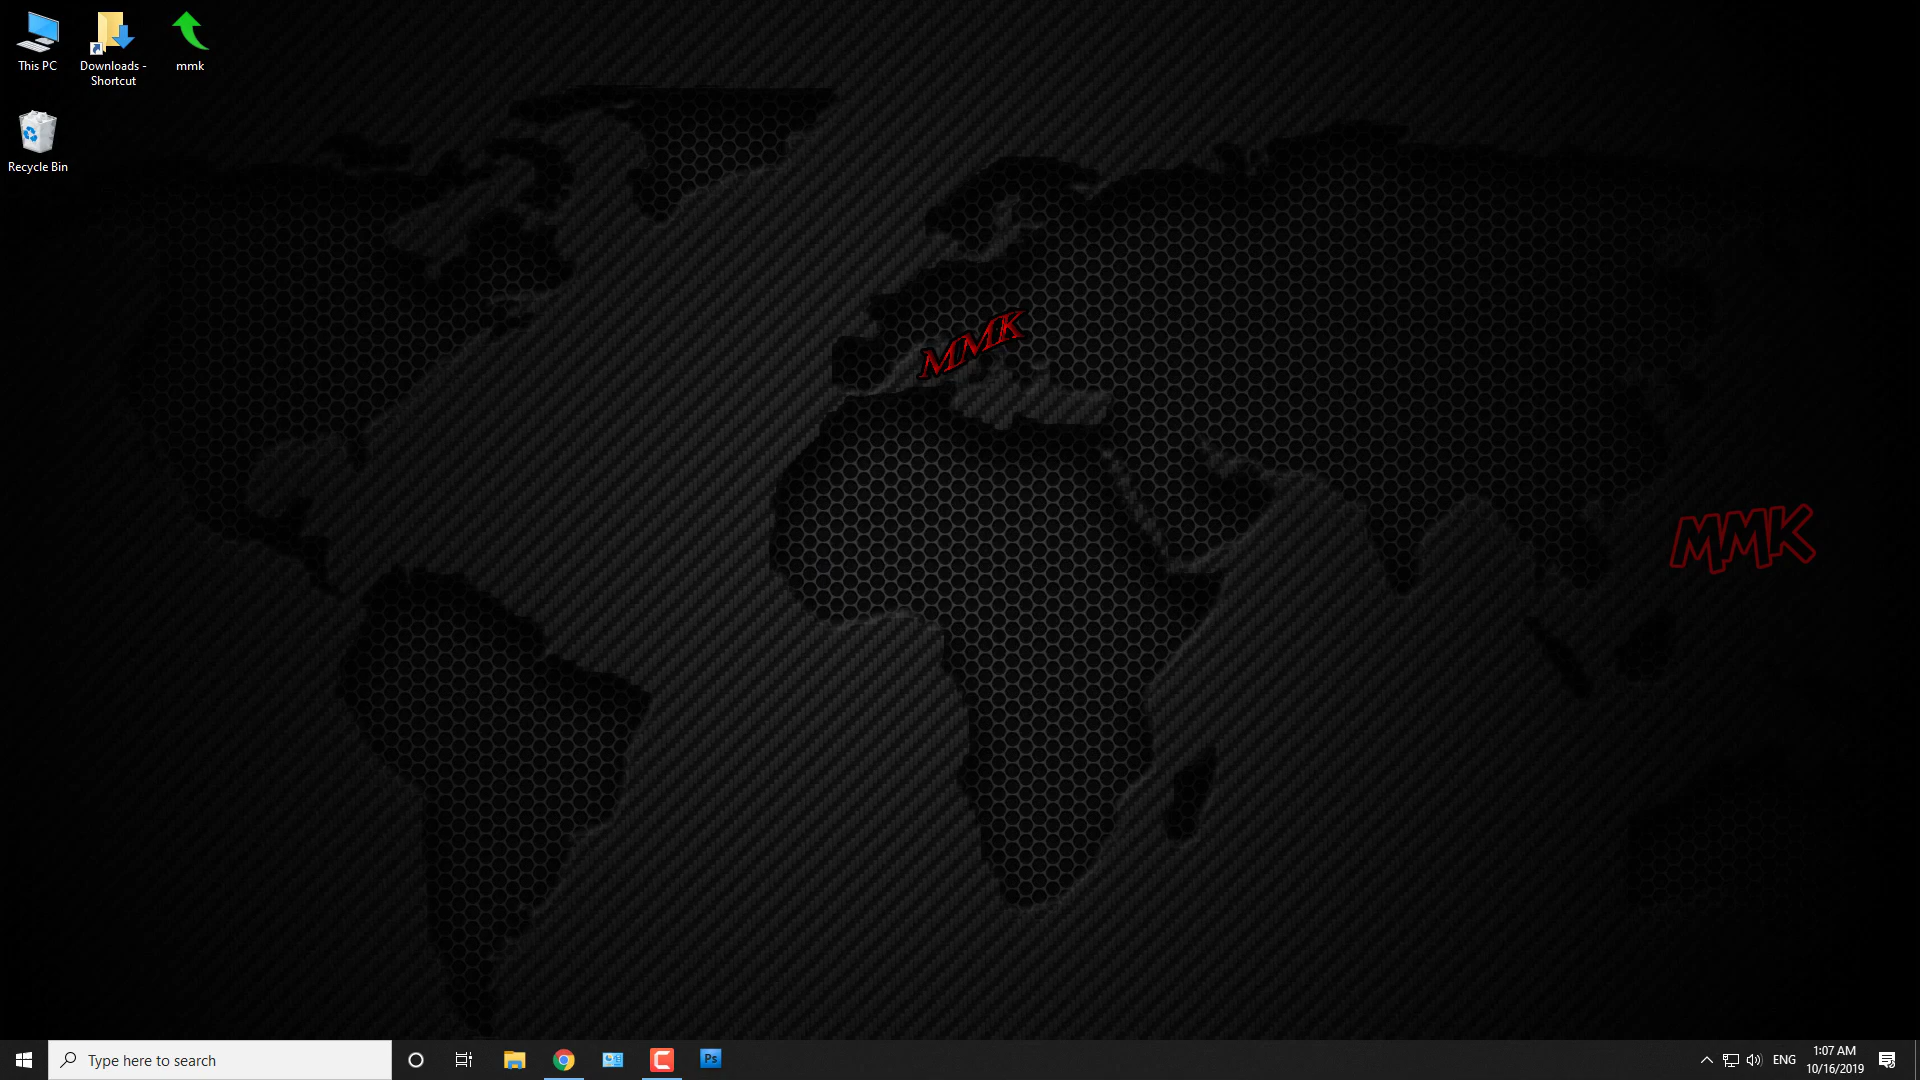 This PC
Downloads -
Shortcut
mmk
Recycle Bin
MMK
MMK
Type here to search
Ps
ENG
1:07 AM
10/16/2019